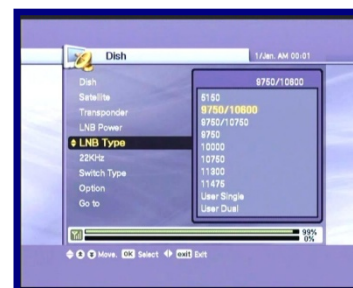 Dish
1/Jan. AM 00:01
Dish
9750/10600
Satellite
Transponder
LNB Power
LNB Type
22KHz
Switch Type
Option
Go to
5150
9750/10600
9750/10750
9750
10000
10750
11300
11475
User Single
User Dual
99%
0%
Move. OK Select exit Exit